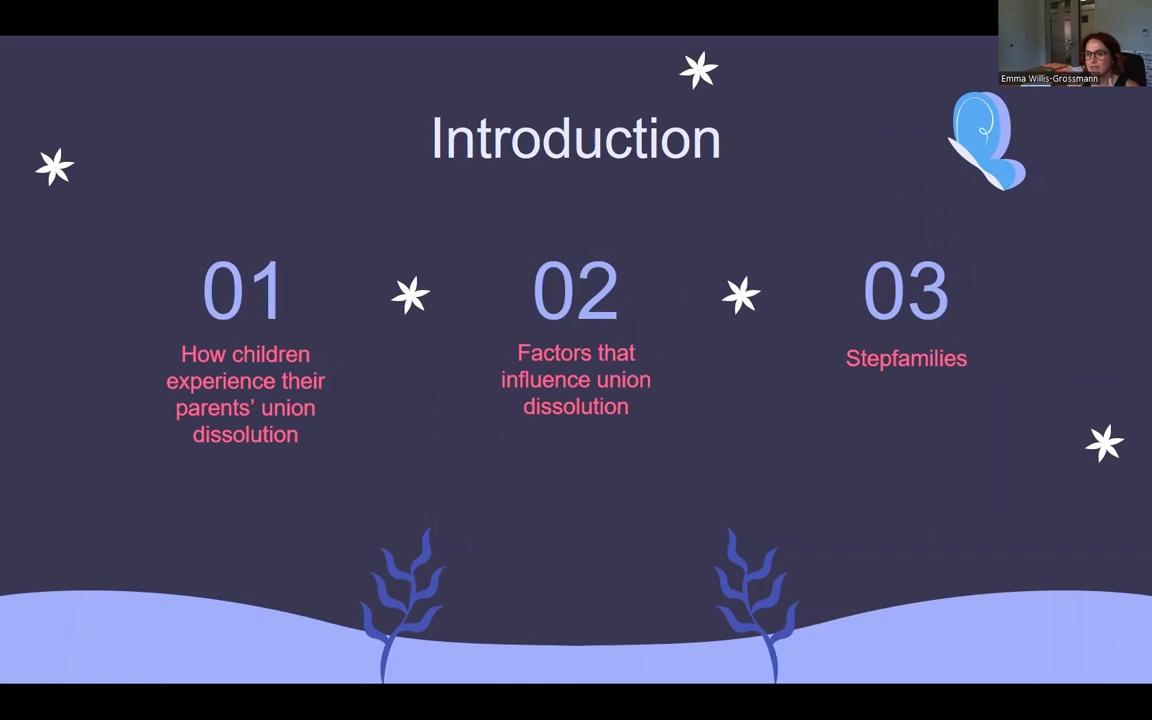 Emma Willis-Grossmann
Introduction
01
How children
experience their
parents’ union
dissolution
02
Factors that
influence union
dissolution
03
Stepfamilies